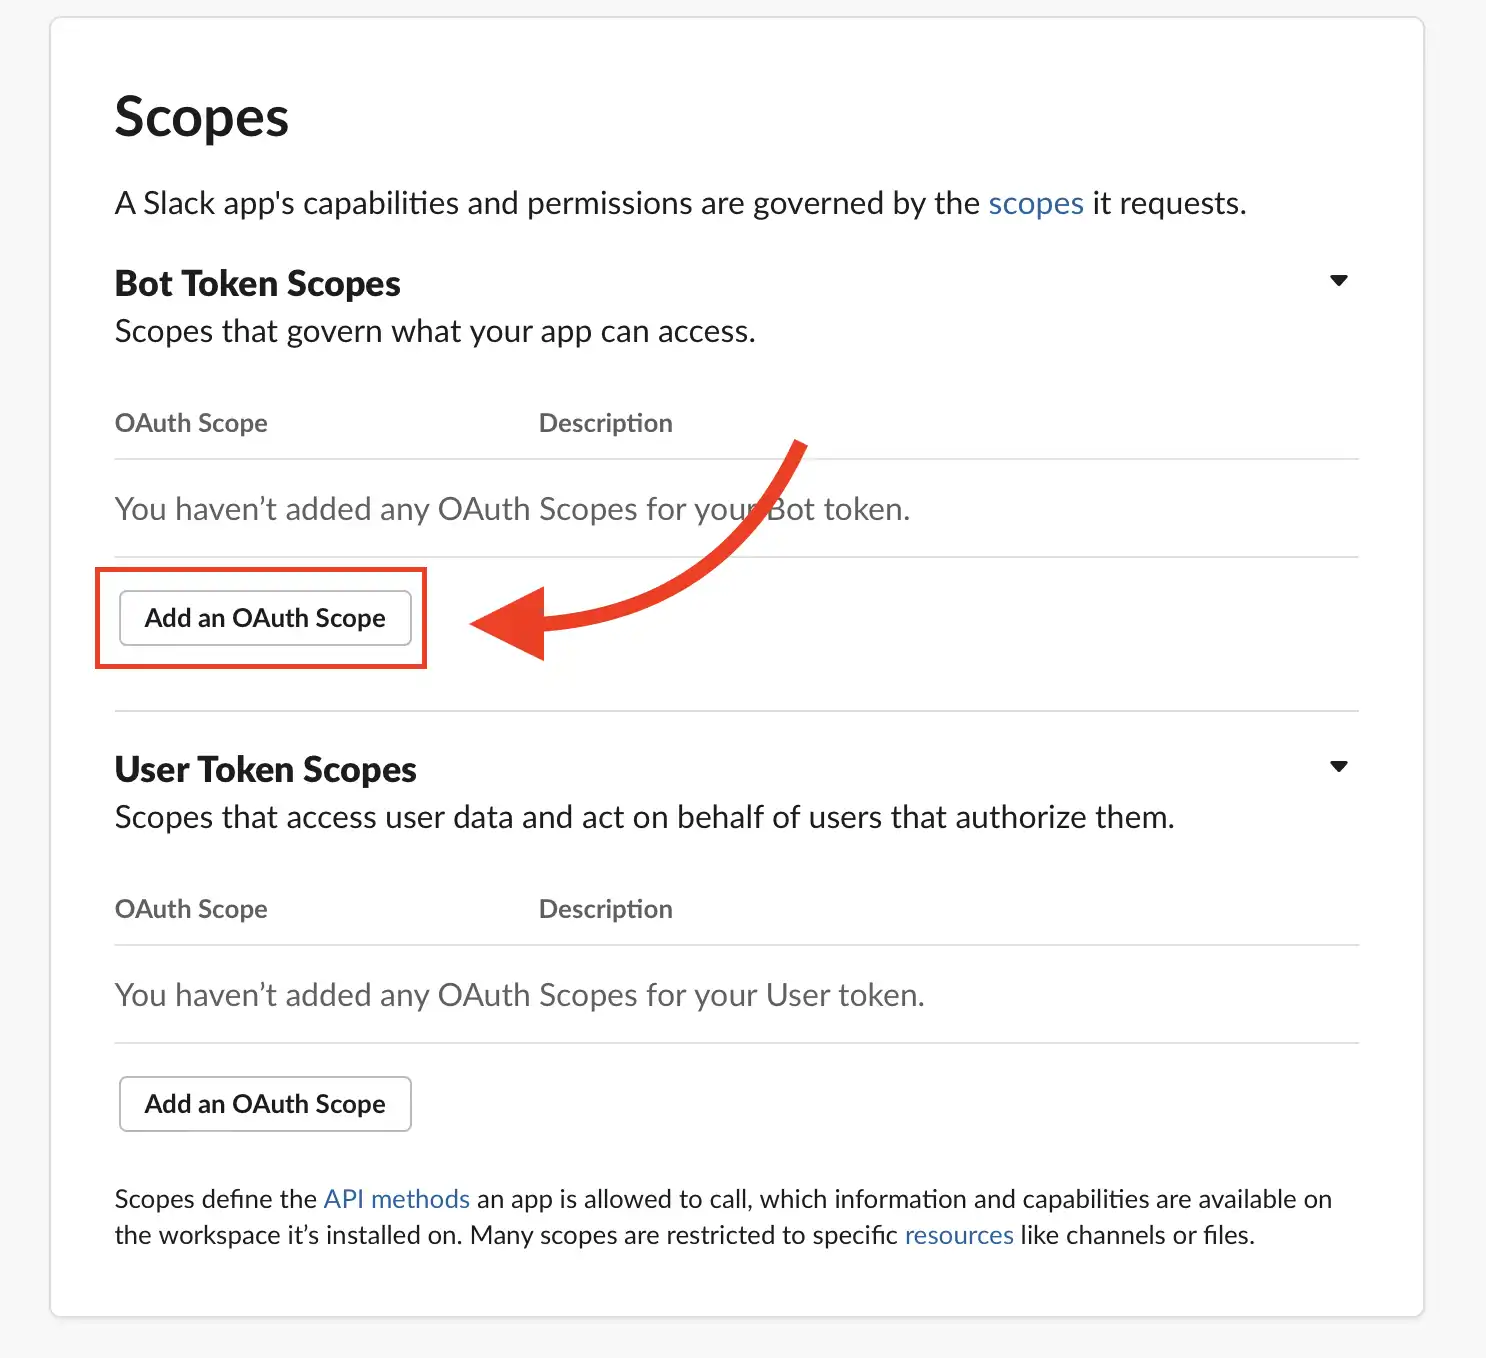 Scopes
A Slack app's capabilities and permissions are governed by the scopes it requests.
Bot Token Scopes
Scopes that govern what your app can access.
OAuth Scope Description
You haven’t added any OAuth Scopes for your Bot token.
Add an OAuth Scope
User Token Scopes
Scopes that access user data and act on behalf of users that authorize them.
OAuth Scope Description
You haven’t added any OAuth Scopes for your User token.
Add an OAuth Scope
Scopes define the API methods an app is allowed to call, which information and capabilities are available on
the workspace it’s installed on. Many scopes are restricted to specific resources like channels or files.